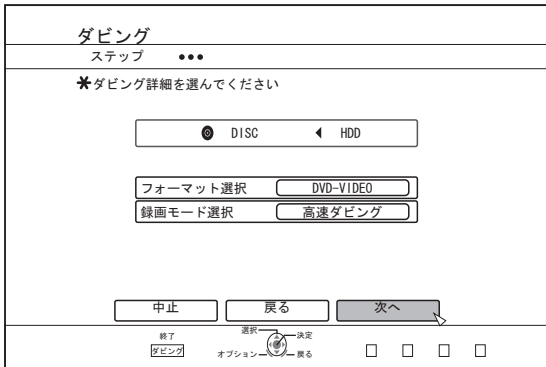 ダビング
ステップ
ダビング詳細を選んでください
DISC HDD
フォーマット選択 DVD-VIDEO
録画モード選択 高速ダビング
中止 戻る 次へ
終了 選択 決定
ダビング オプション 戻る